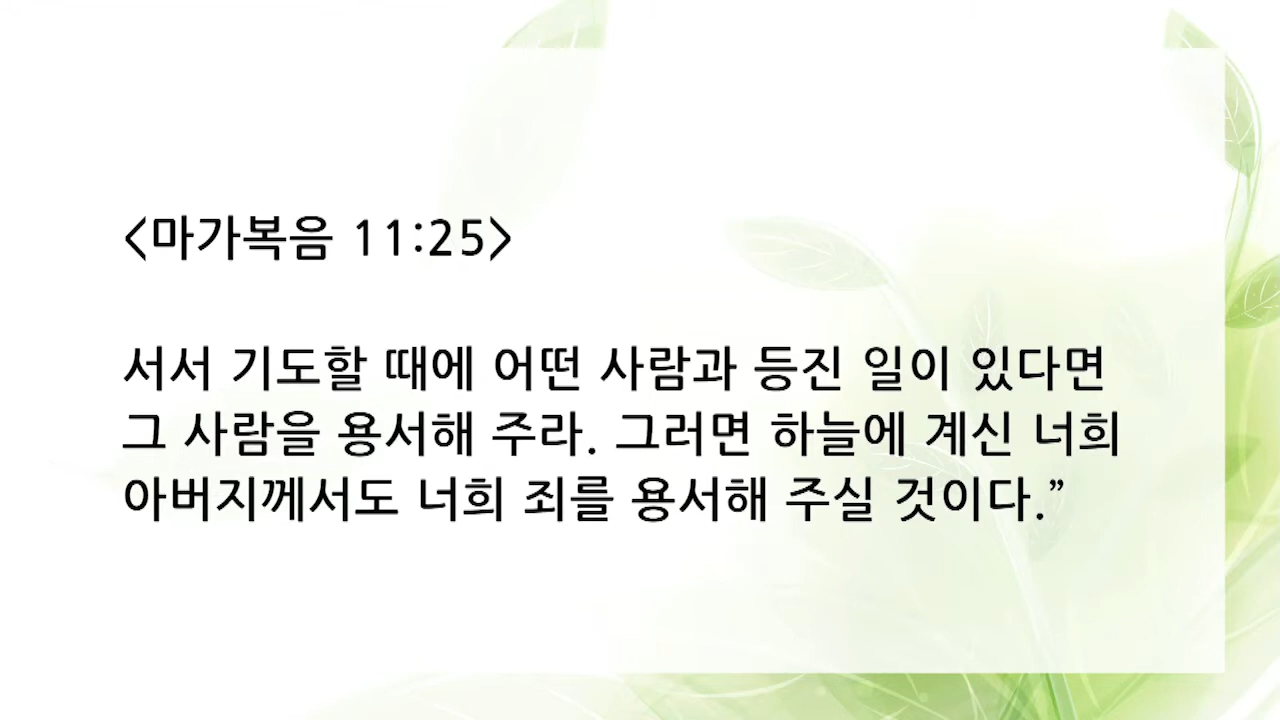 <마가복음 11:25>
서서 기도할 때에 어떤 사람과 등진 일이 있다면
그 사람을 용서해 주라. 그러면 하늘에 계신 너희
아버지께서도 너희 죄를 용서해 주실 것이다.”